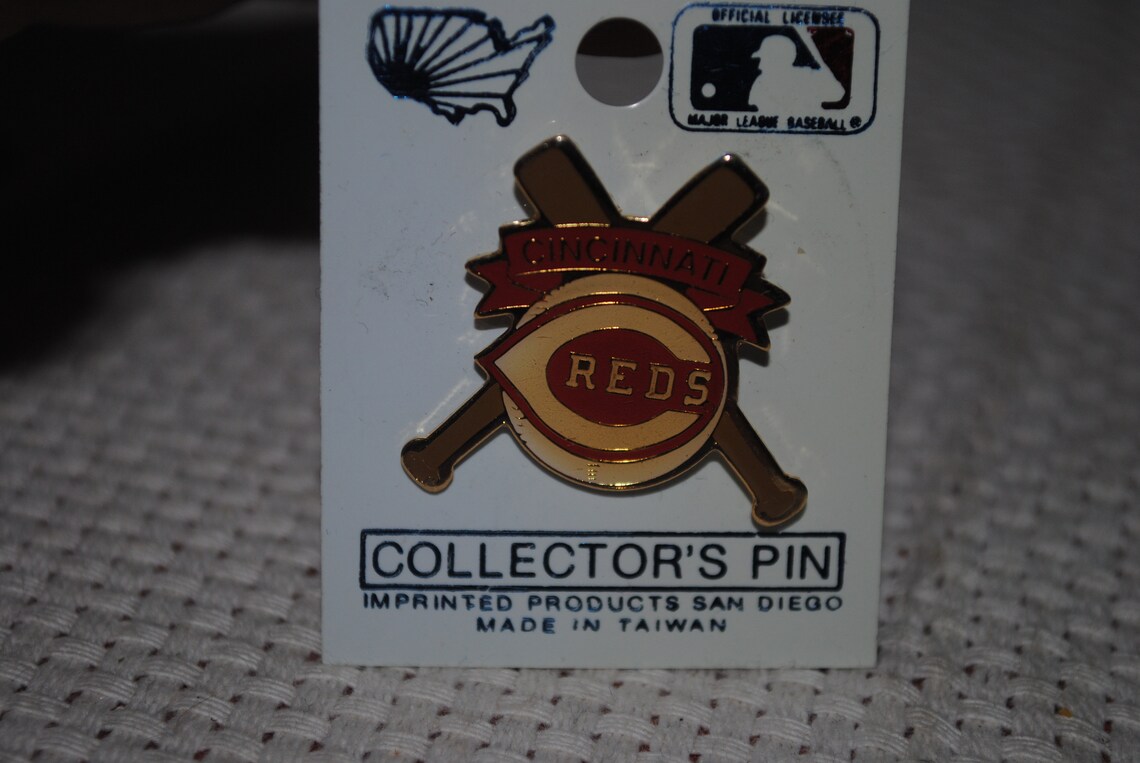 OFFICIAL LICENSEE
MAJOR LEAGUE BASEBALL®
CINCINNATI
REDS
COLLECTOR'S PIN
IMPRINTED PRODUCTS SAN DIEGO
MADE IN TAIWAN